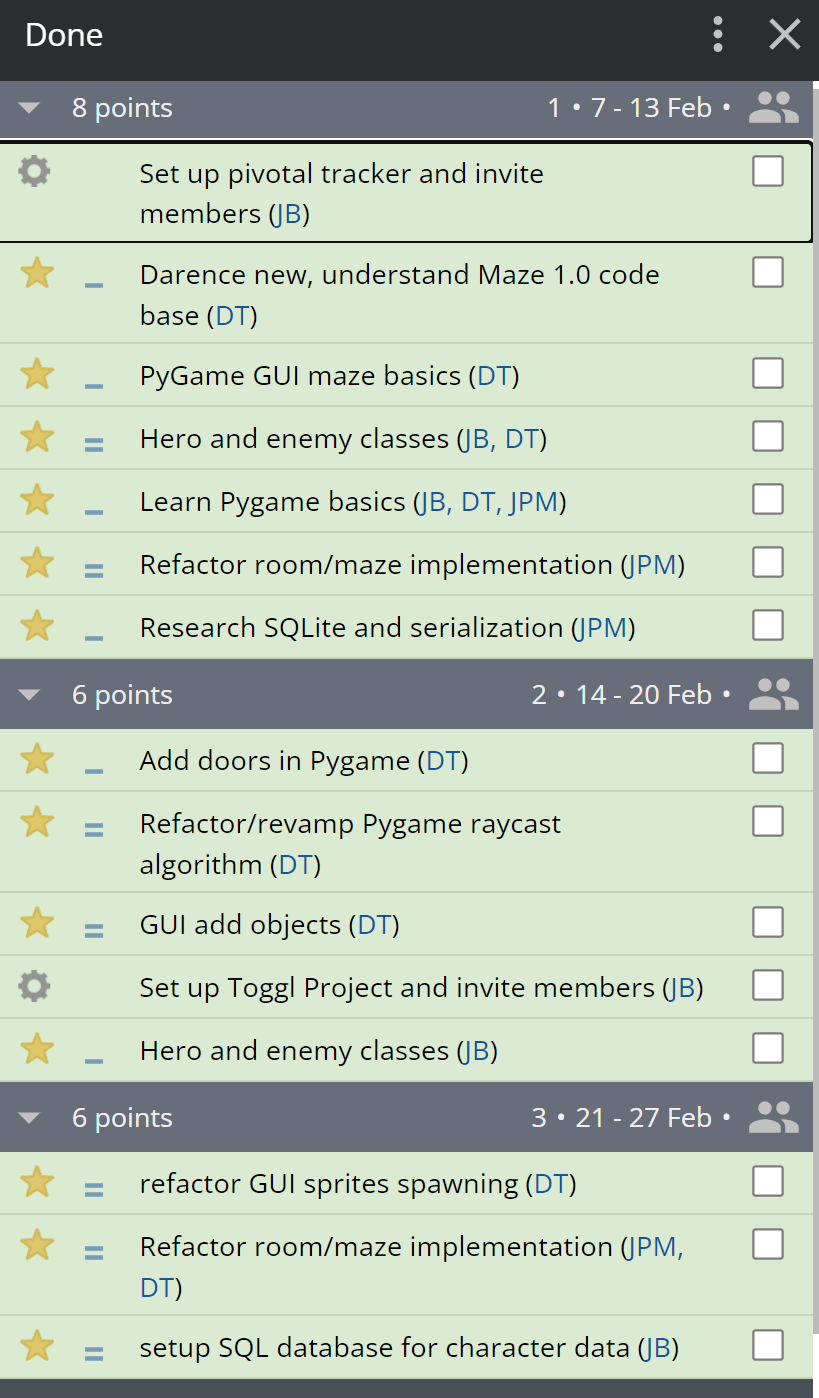 Done
8 points 1 • 7 - 13 Feb •
Set up pivotal tracker and invite
members (JB)
Darence new, understand Maze 1.0 code
base (DT)
PyGame GUI maze basics (DT)
Hero and enemy classes (JB, DT)
Learn Pygame basics (JB, DT, JPM)
Refactor room/maze implementation (JPM)
Research SQLite and serialization (JPM)
6 points 2 • 14 - 20 Feb •
Add doors in Pygame (DT)
Refactor/revamp Pygame raycast
algorithm (DT)
GUI add objects (DT)
Set up Toggl Project and invite members (JB)
Hero and enemy classes (JB)
6 points 3 • 21 - 27 Feb •
refactor GUI sprites spawning (DT)
Refactor room/maze implementation (JPM,
DT)
setup SQL database for character data (JB)